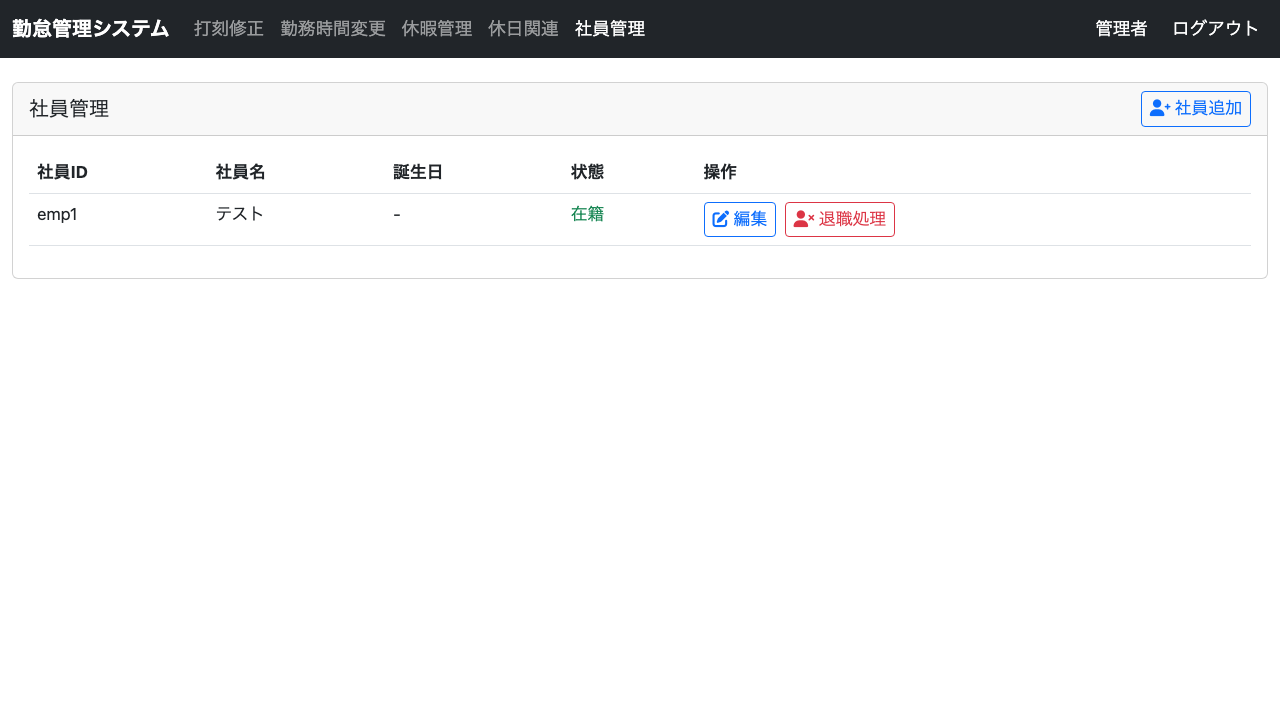 勤怠管理システム 打刻修正 勤務時間変更 休暇管理 休日関連 社員管理 管理者 ログアウト
社員管理 社員追加
社員ID 社員名 誕生日 状態 操作
emp1 テスト - 在籍 編集 退職処理